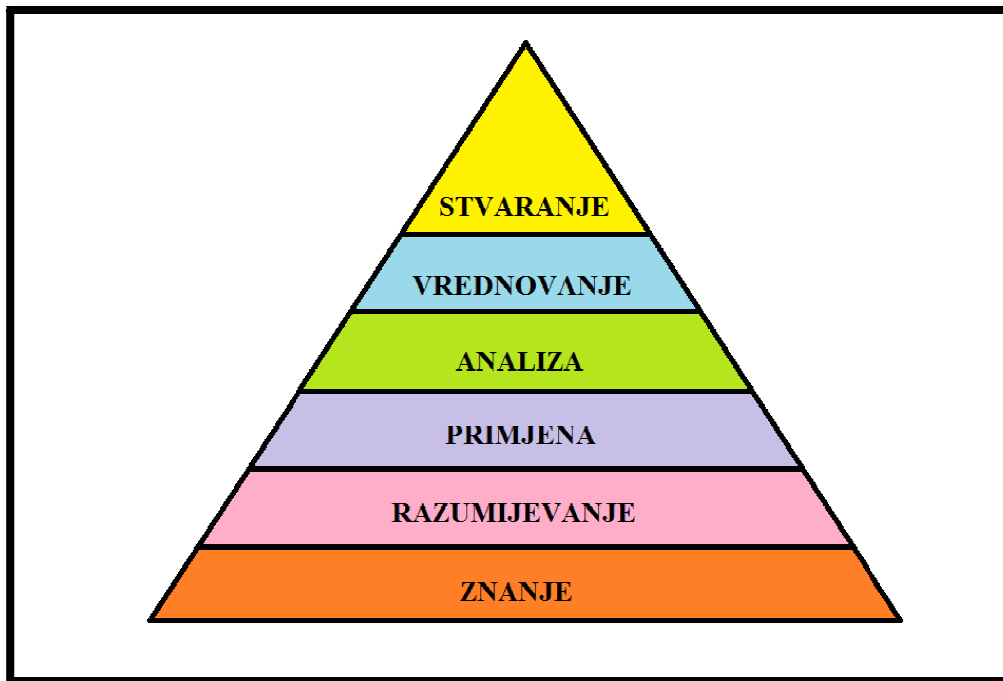 STVARANJE
VREDNOVANJE
ANALIZA
PRIMJENA
RAZUMIJEVANJE
ZNANJE